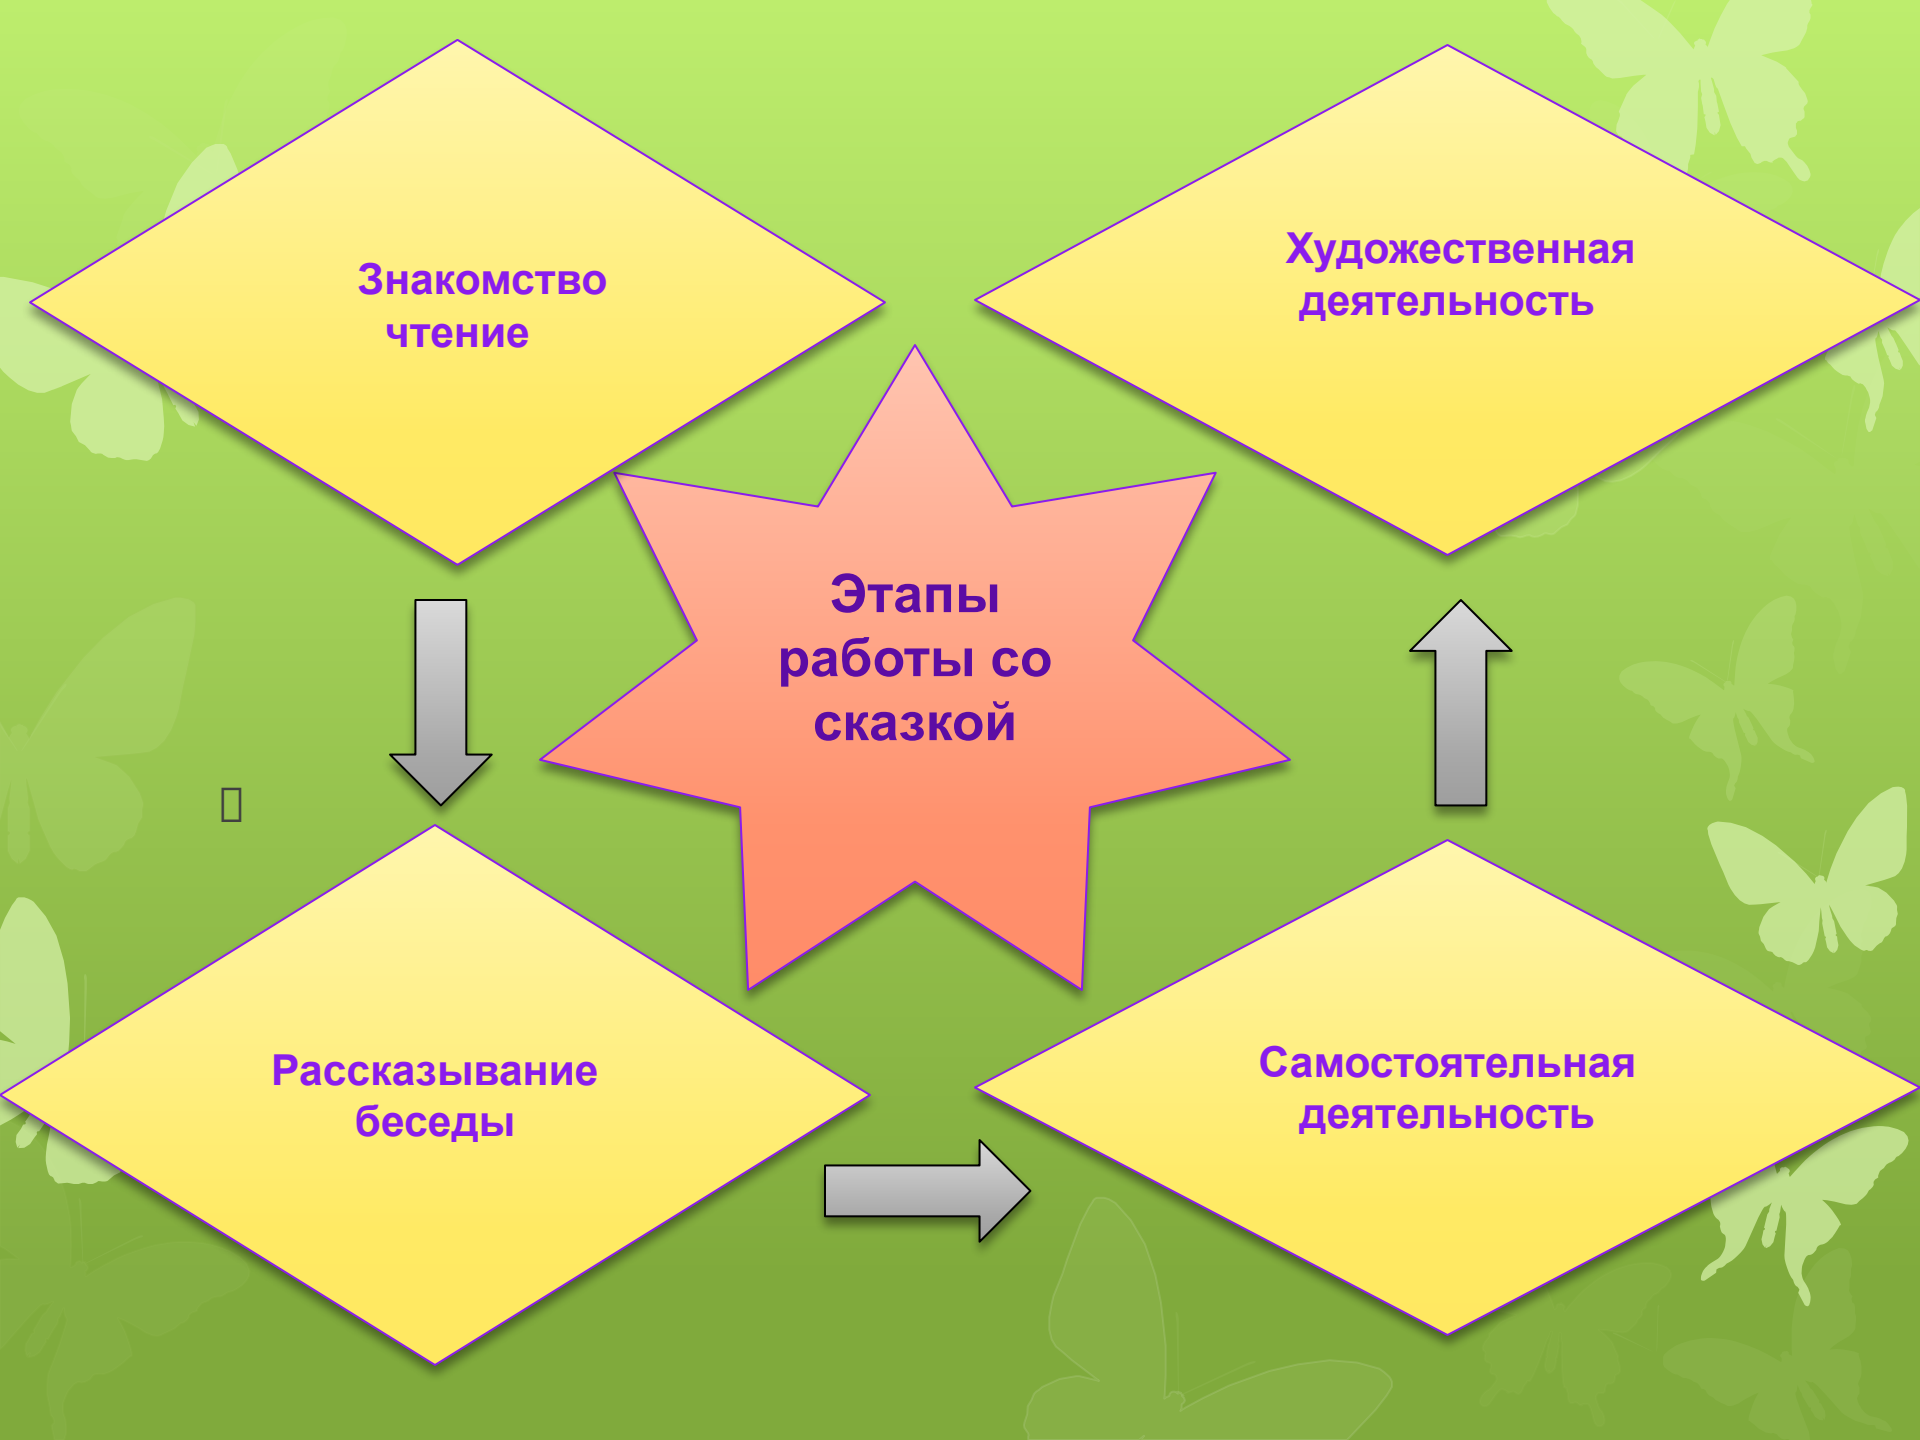 Знакомство
чтение
Художественная
деятельность
Этапы
работы со
сказкой
Рассказывание
беседы
Самостоятельная
деятельность